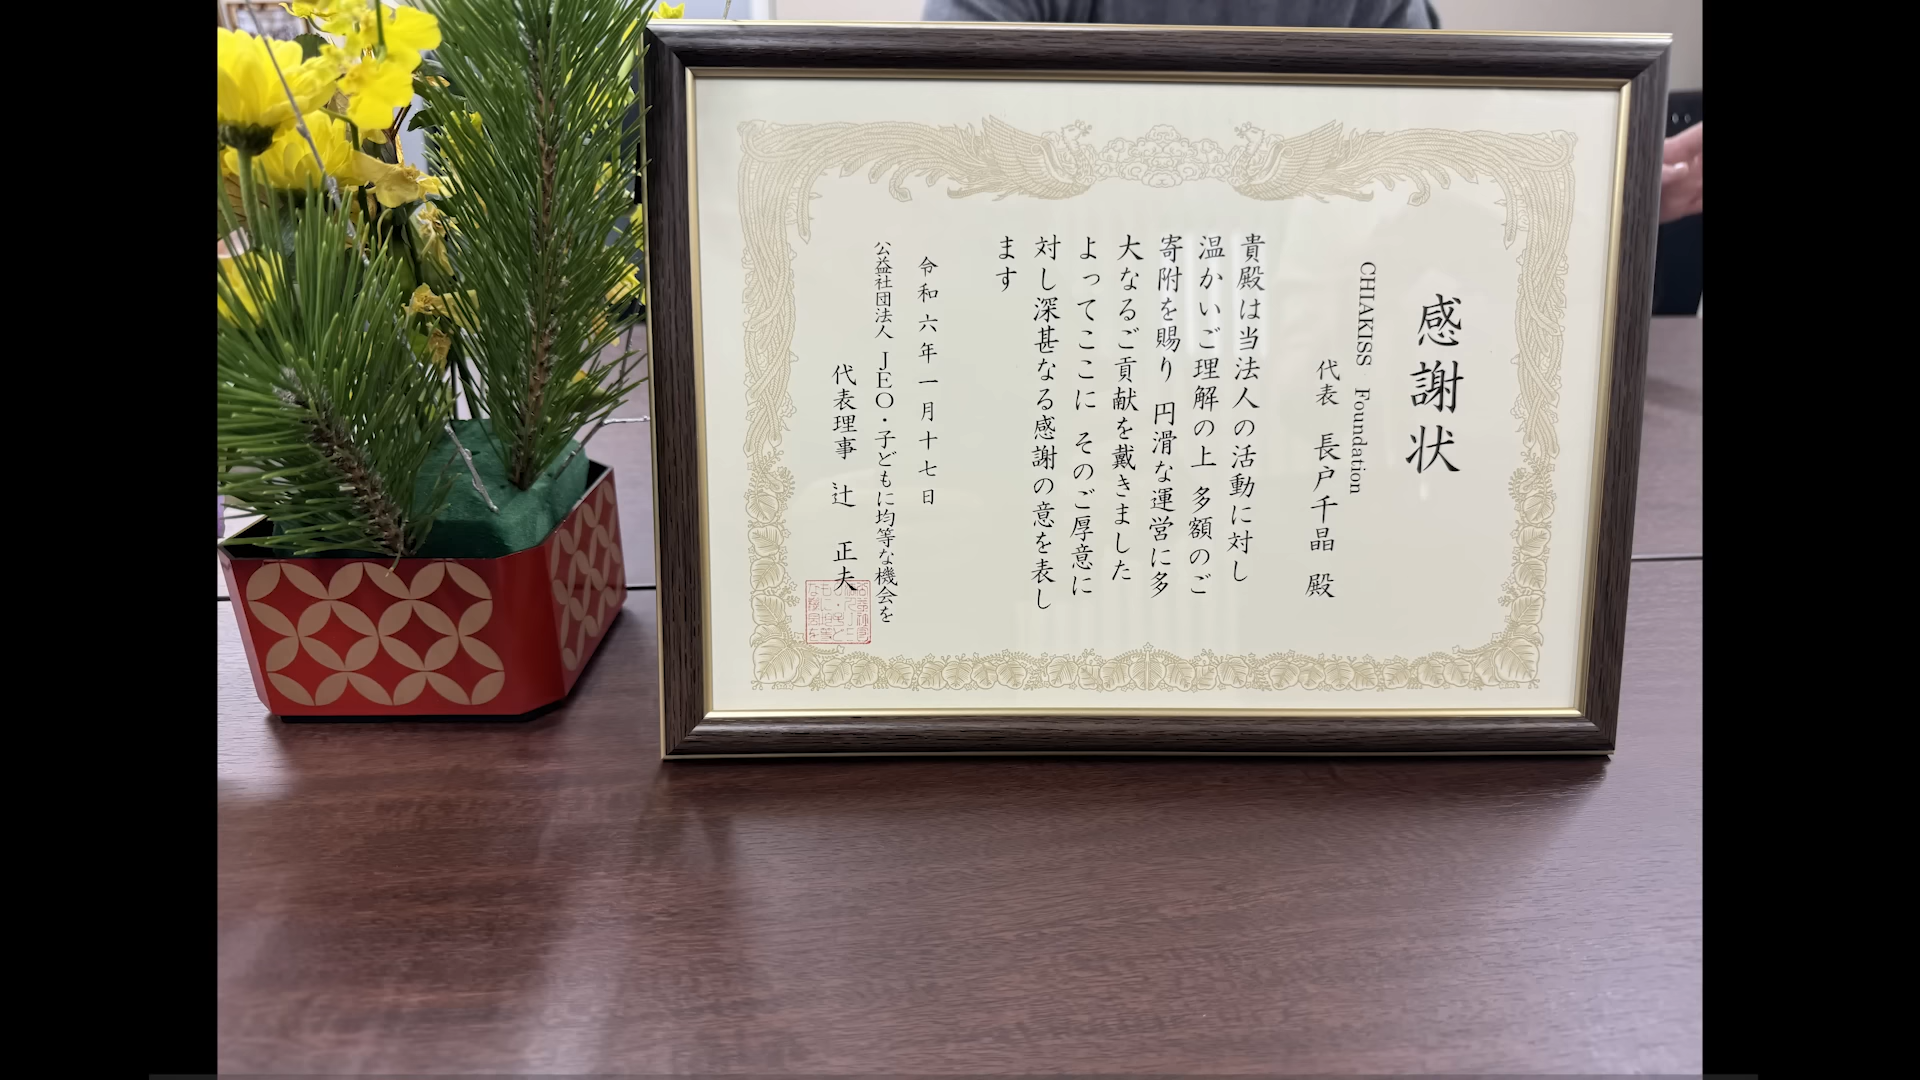 感謝状
CHIAKISS Foundation
代表 長戸千晶 殿
貴殿は当法人の活動に対し
温かいご理解の上 多額のご
寄附を賜り 円滑な運営に多
大なるご貢献を戴きました
よってここに そのご厚意に
対し深甚なる感謝の意を表し
ます
令和六年一月十七日
公益社団法人 JEO・子どもに均等な機会を
代表理事 辻 正夫